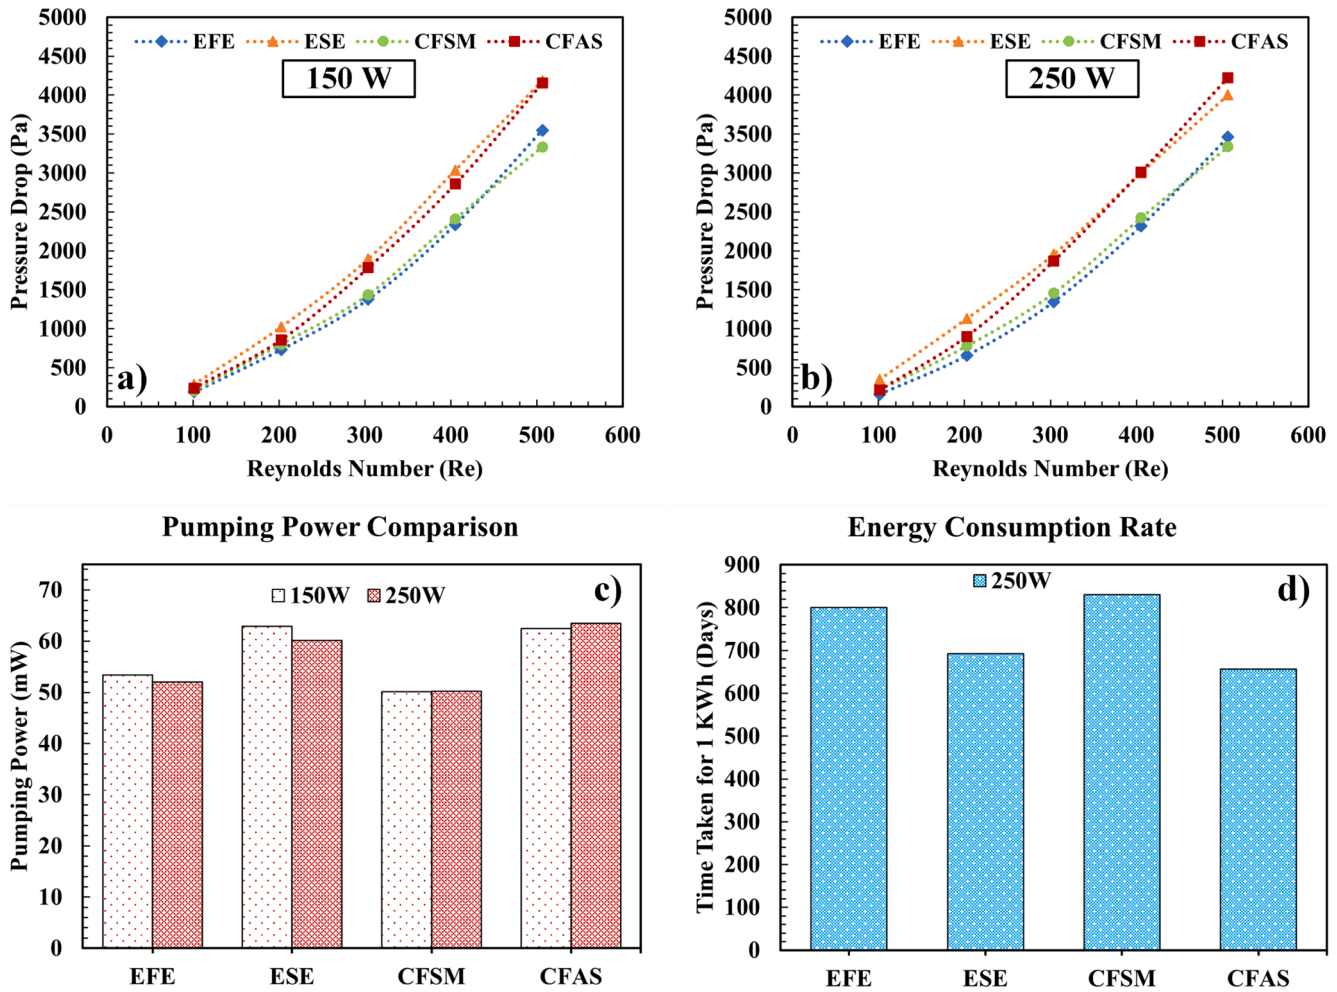 EFE ESE CFSM CFAS
150 W
5000
4500
4000
3500
3000
2500
2000
1500
1000
500
0
Pressure Drop (Pa)
a)
0 100 200 300 400 500 600
Reynolds Number (Re)
EFE ESE CFSM CFAS
250 W
5000
4500
4000
3500
3000
2500
2000
1500
1000
500
0
Pressure Drop (Pa)
b)
0 100 200 300 400 500 600
Reynolds Number (Re)
Pumping Power Comparison
150W 250W
c)
70
60
50
40
30
20
10
0
Pumping Power (mW)
EFE ESE CFSM CFAS
Energy Consumption Rate
250W
d)
900
800
700
600
500
400
300
200
100
0
Time Taken for 1 KWh (Days)
EFE ESE CFSM CFAS